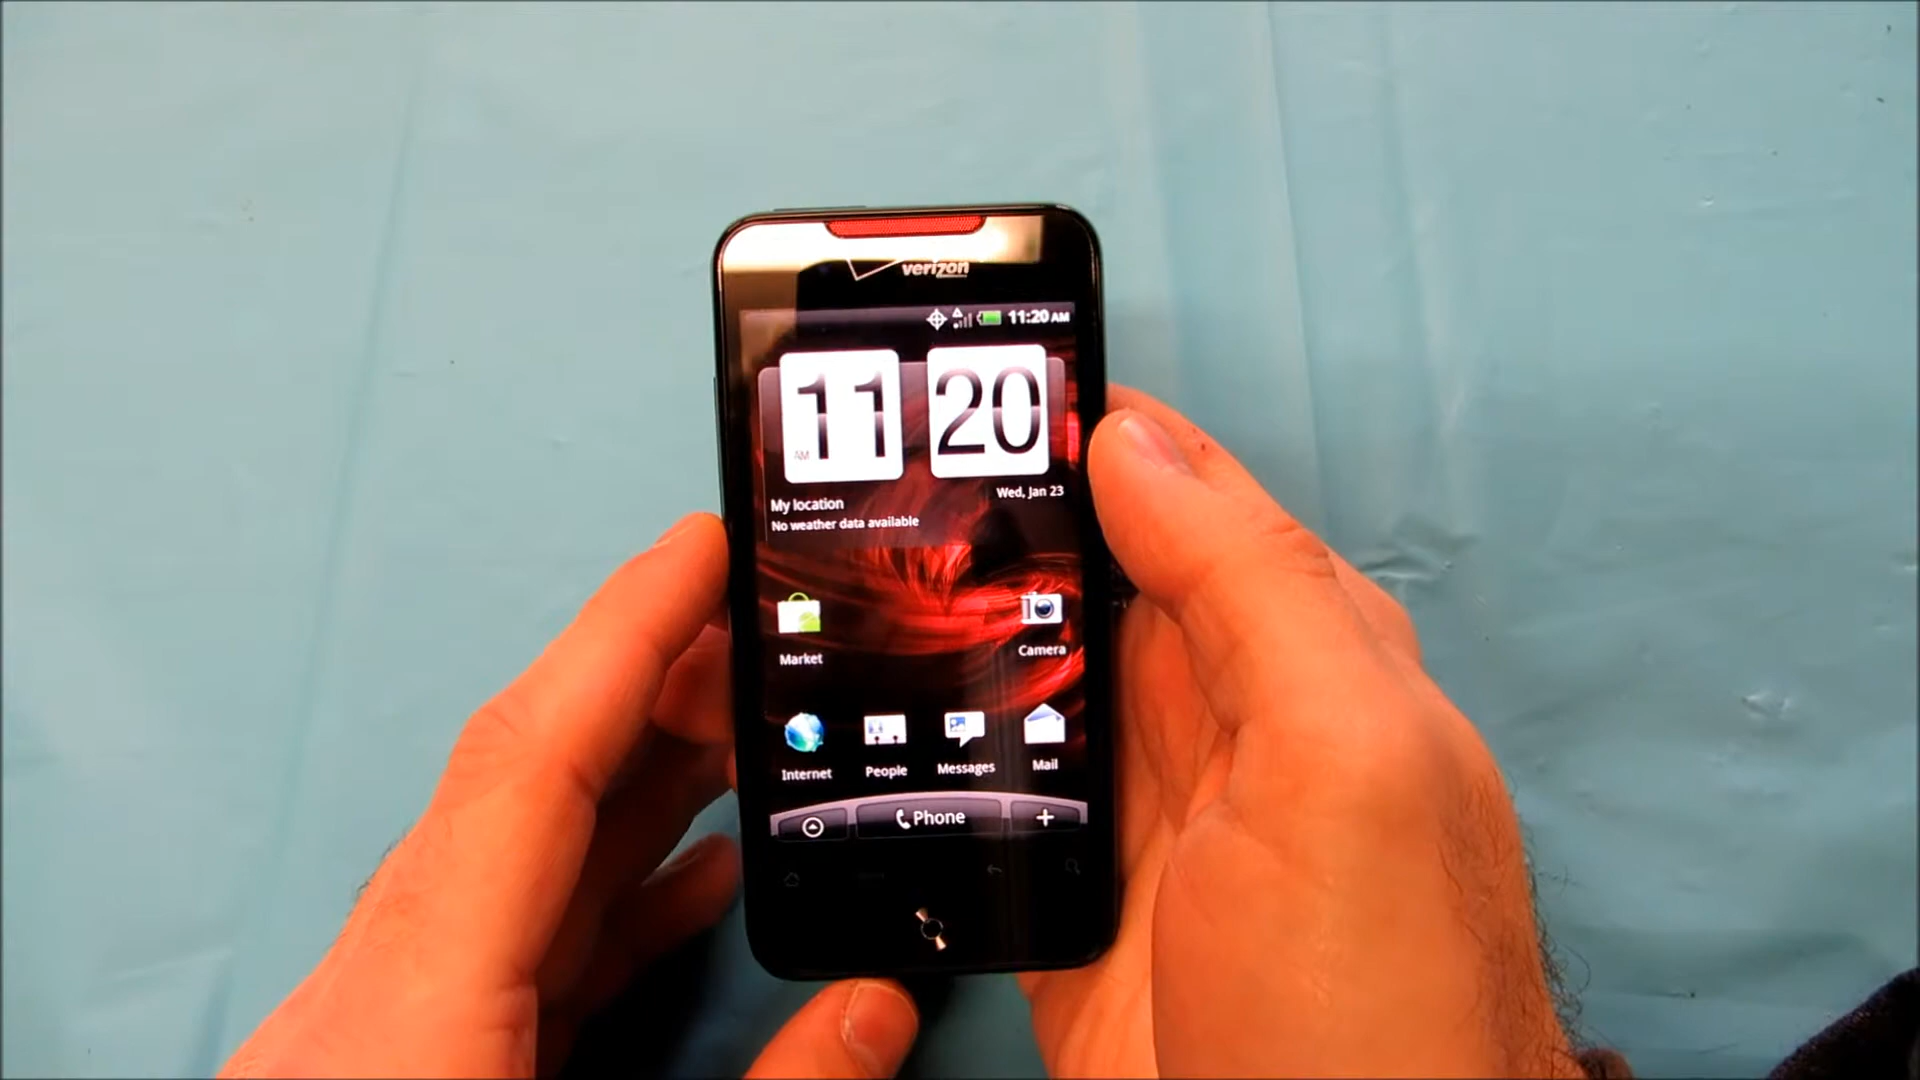 verizon
11:20 AM
11 20
AM
My location
Wed, Jan 23
No weather data available
Market
Camera
Internet
People
Messages
Mail
Phone